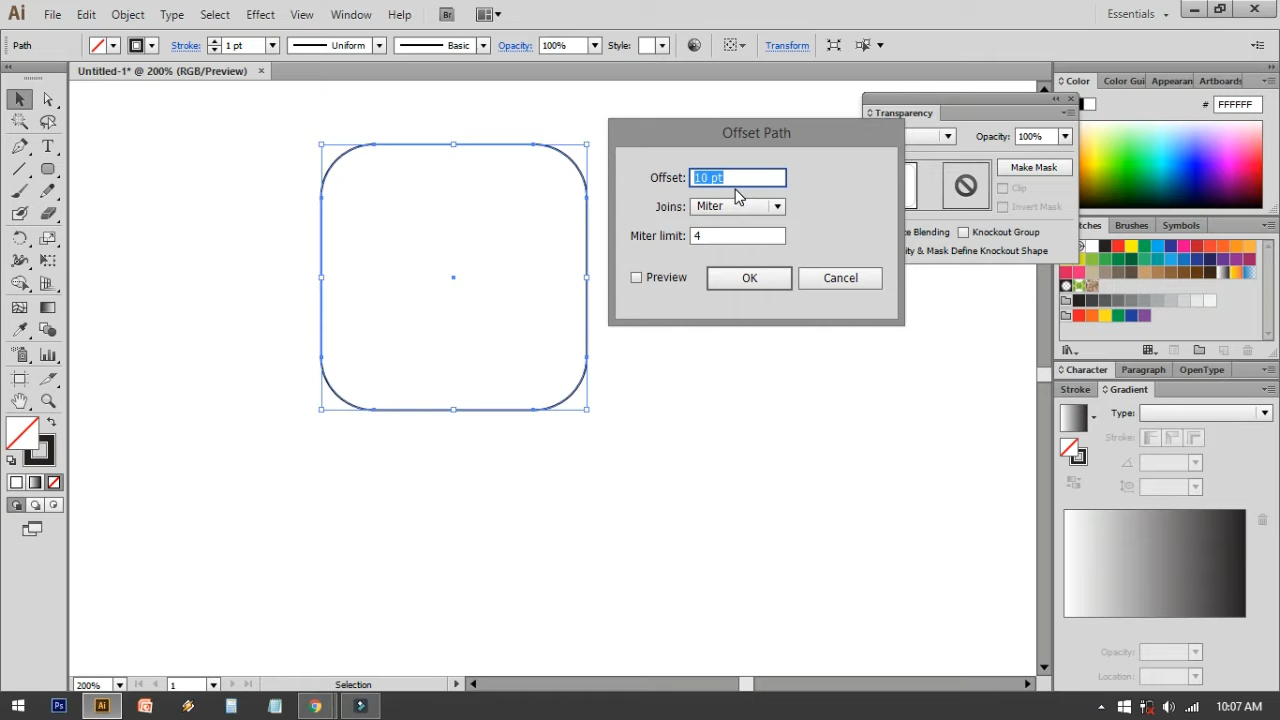 Ai File Edit Object Type Select Effect View Window Help Br Essentials
Path Stroke: 1 pt Uniform Basic Opacity: 100% Style: Transform
Untitled-1* @ 200% (RGB/Preview)
Color Color Gui Appearan Artboards
# FFFFFF
Transparency
Opacity: 100%
Make Mask
Clip
Invert Mask
Knockout Group
Offset Path
Offset: 10 pt
Joins: Miter
Miter limit: 4
Preview OK Cancel
Brushes Symbols
Character Paragraph OpenType
Stroke Gradient
Type:
Stroke:
Opacity:
Location:
200% 1 Selection
Ps Ai 10:07 AM